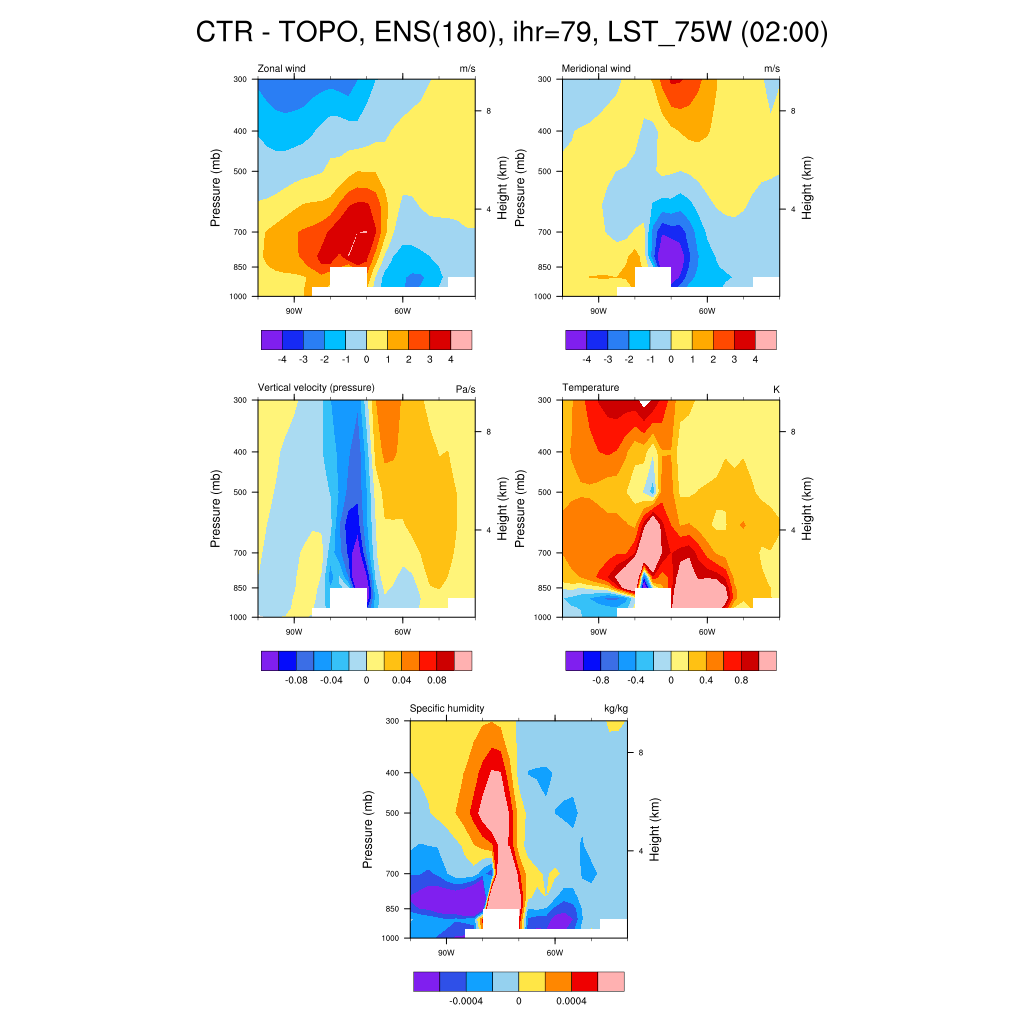 CTR - TOPO, ENS(180), ihr=79, LST_75W (02:00)
Zonal wind m/s
Pressure (mb)
300
400
500
700
850
1000
8
4
Height (km)
90W 60W
-4 -3 -2 -1 0 1 2 3 4
Meridional wind m/s
Pressure (mb)
300
400
500
700
850
1000
8
4
Height (km)
90W 60W
-4 -3 -2 -1 0 1 2 3 4
Vertical velocity (pressure) Pa/s
Pressure (mb)
300
400
500
700
850
1000
8
4
Height (km)
90W 60W
-0.08 -0.04 0 0.04 0.08
Temperature K
Pressure (mb)
300
400
500
700
850
1000
8
4
Height (km)
90W 60W
-0.8 -0.4 0 0.4 0.8
Specific humidity kg/kg
Pressure (mb)
300
400
500
700
850
1000
8
4
Height (km)
90W 60W
-0.0004 0 0.0004